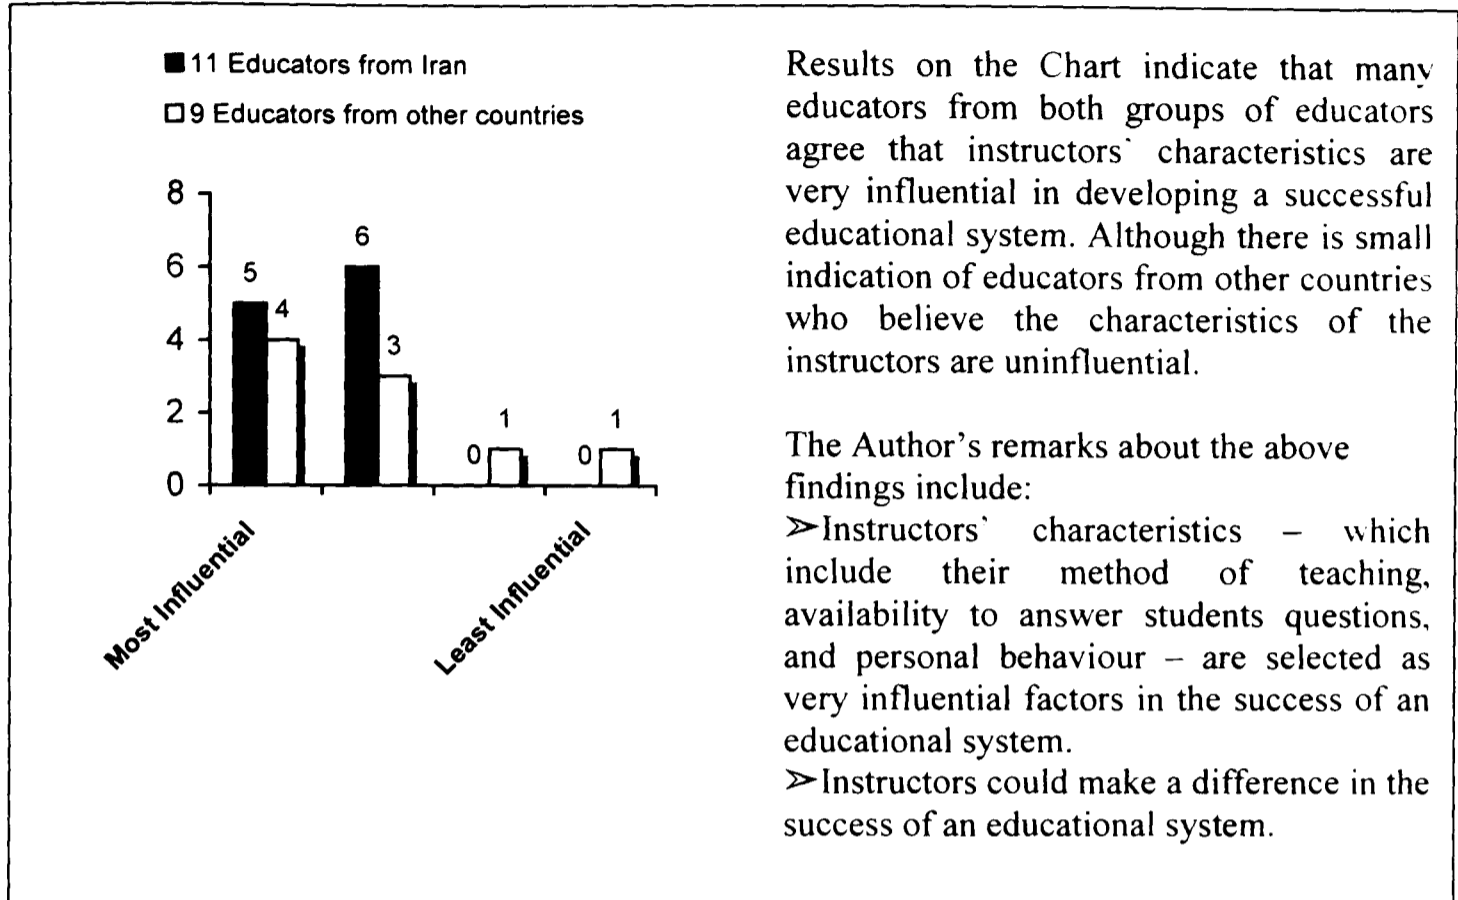 ■11 Educators from Iran
□9 Educators from other countries
8
6
4
2
0
5
4
6
3
0
1
0
1
Most Influential
Least Influential
Results on the Chart indicate that many
educators from both groups of educators
agree that instructors' characteristics are
very influential in developing a successful
educational system. Although there is small
indication of educators from other countries
who believe the characteristics of the
instructors are uninfluential.
The Author's remarks about the above
findings include:
➢Instructors' characteristics – which
include their method of teaching,
availability to answer students questions,
and personal behaviour – are selected as
very influential factors in the success of an
educational system.
➢Instructors could make a difference in the
success of an educational system.